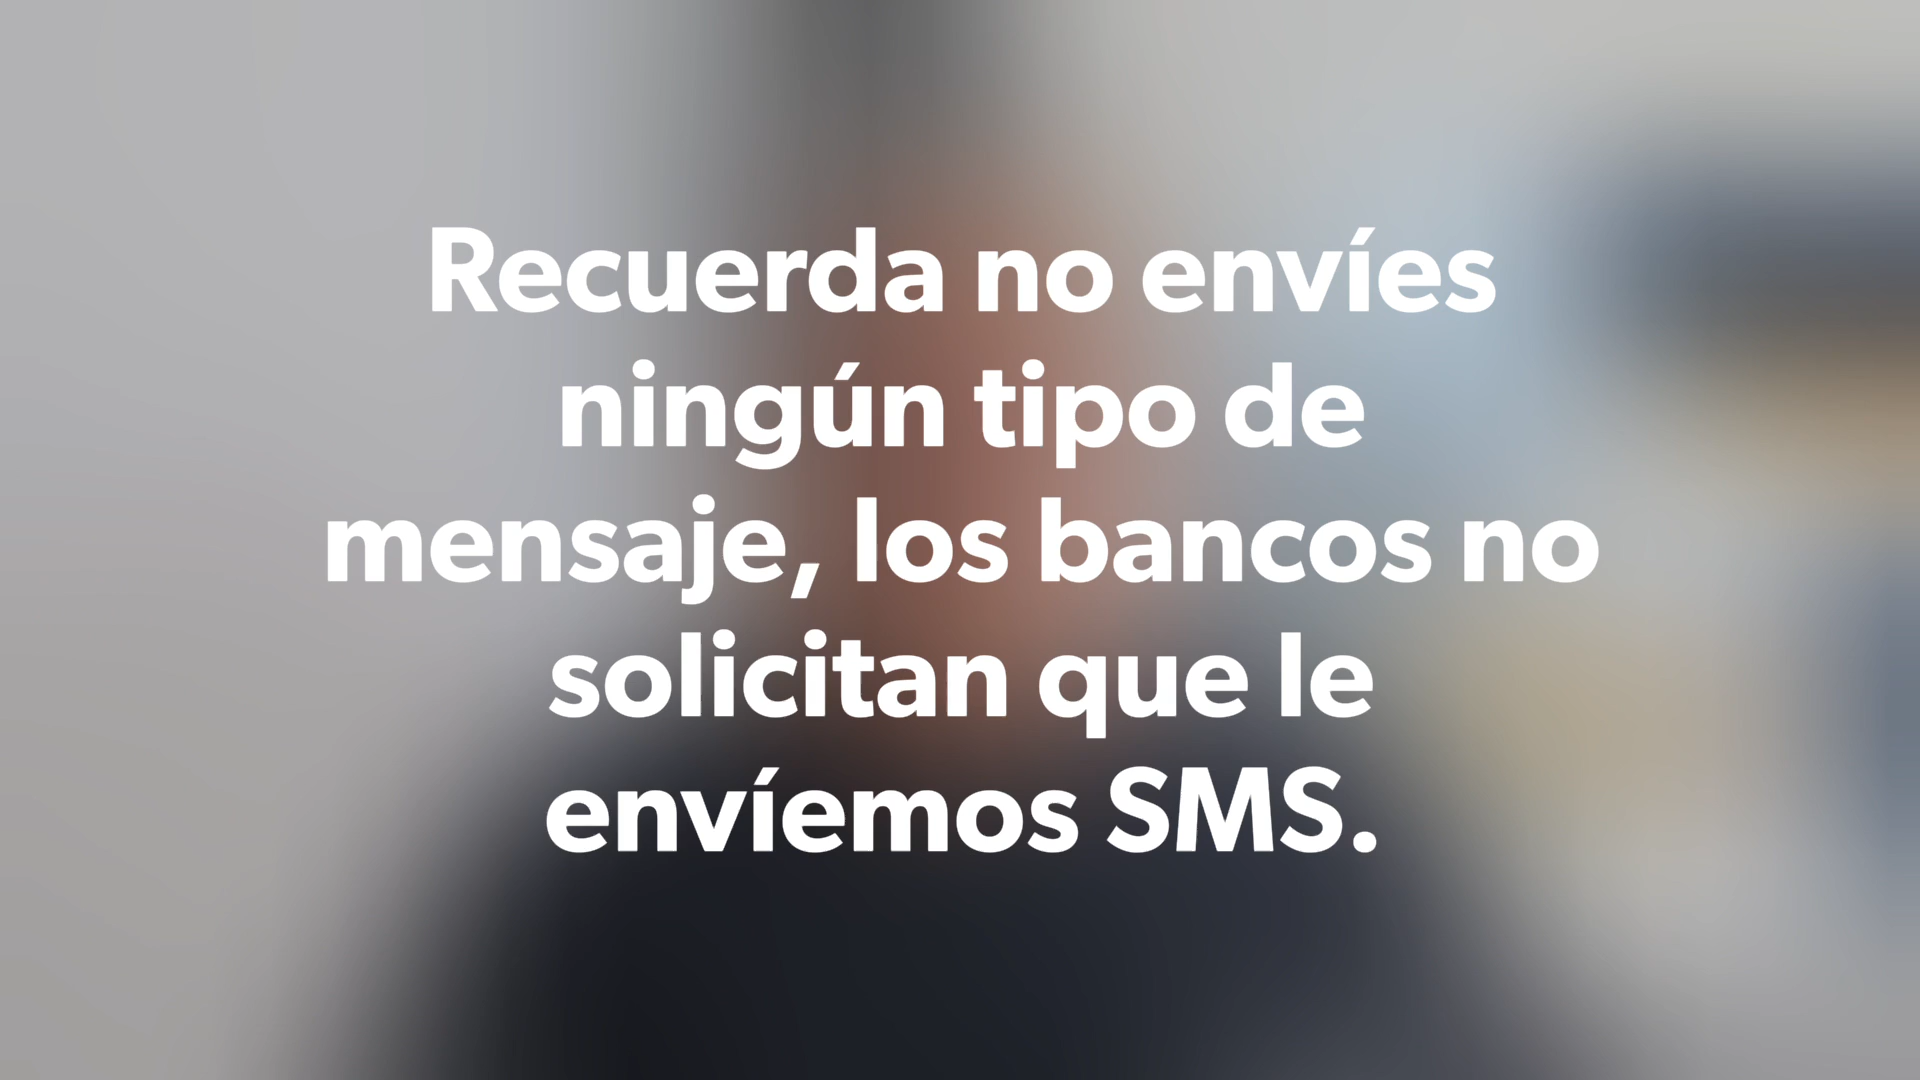 Recuerda no envíes
ningún tipo de
mensaje, los bancos no
solicitan que le
envíemos SMS.